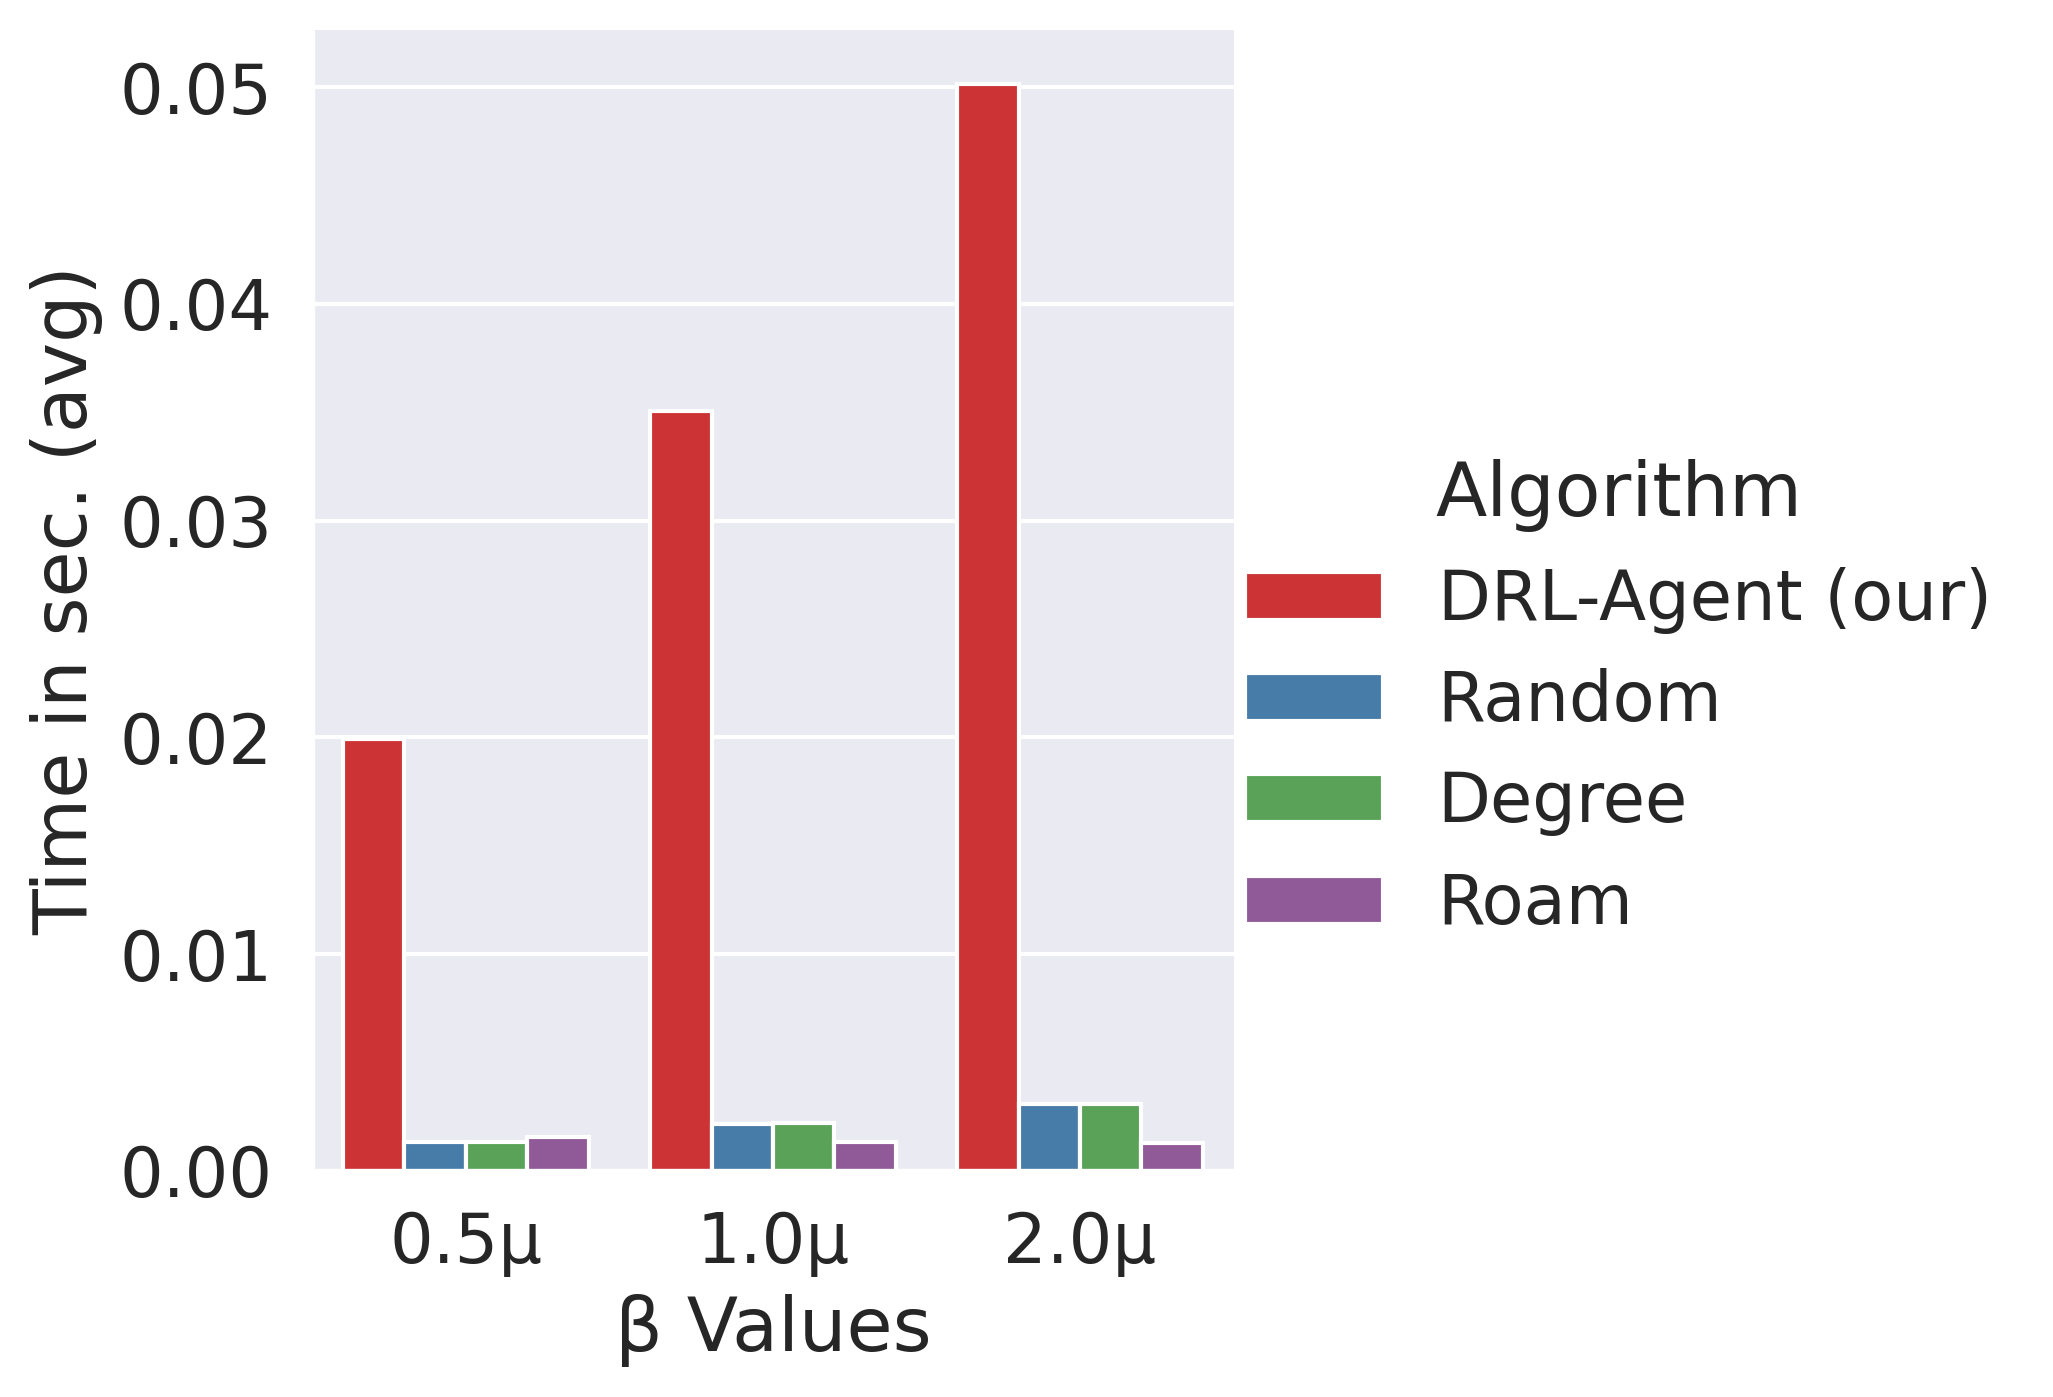 Time in sec. (avg)
0.05
0.04
0.03
0.02
0.01
0.00
0.5μ 1.0μ 2.0μ
β Values
Algorithm
DRL-Agent (our)
Random
Degree
Roam